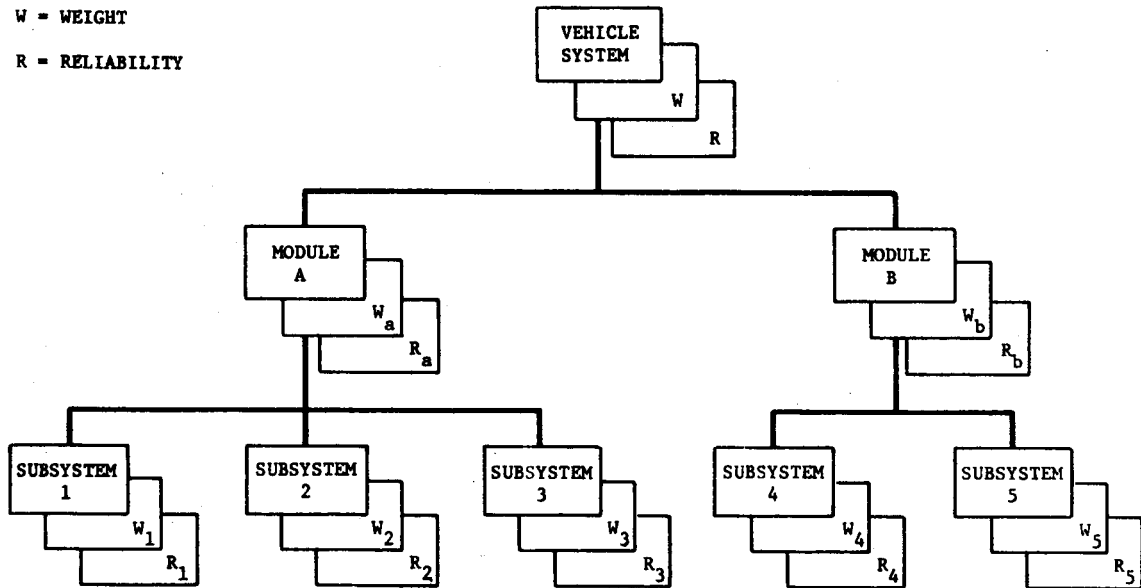 W = WEIGHT
R = RELIABILITY
VEHICLE
SYSTEM
W
R
MODULE
A
W_a
R_a
MODULE
B
W_b
R_b
SUBSYSTEM
1
W_1
R_1
SUBSYSTEM
2
W_2
R_2
SUBSYSTEM
3
W_3
R_3
SUBSYSTEM
4
W_4
R_4
SUBSYSTEM
5
W_5
R_5